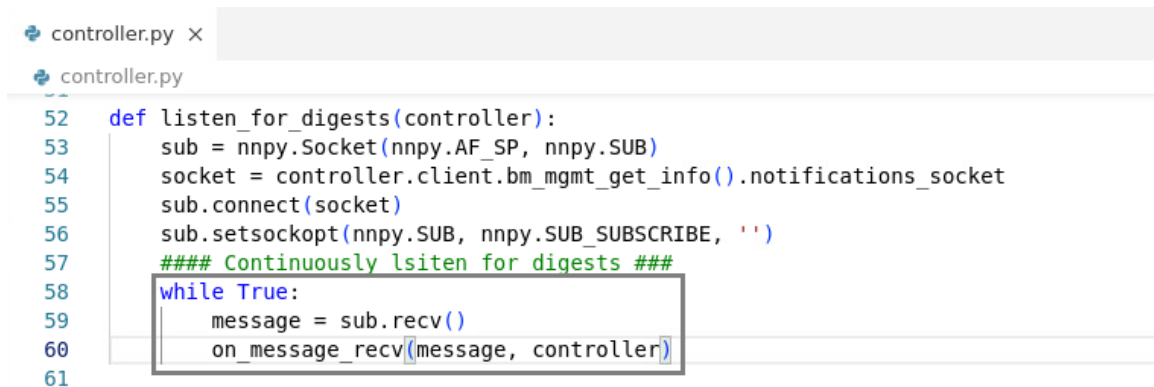 controller.py ×
controller.py
52 def listen_for_digests(controller):
53 sub = nnpy.Socket(nnpy.AF_SP, nnpy.SUB)
54 socket = controller.client.bm_mgmt_get_info().notifications_socket
55 sub.connect(socket)
56 sub.setsockopt(nnpy.SUB, nnpy.SUB_SUBSCRIBE, '')
57 #### Continuously lsiten for digests ###
58 while True:
59 message = sub.recv()
60 on_message_recv(message, controller)
61